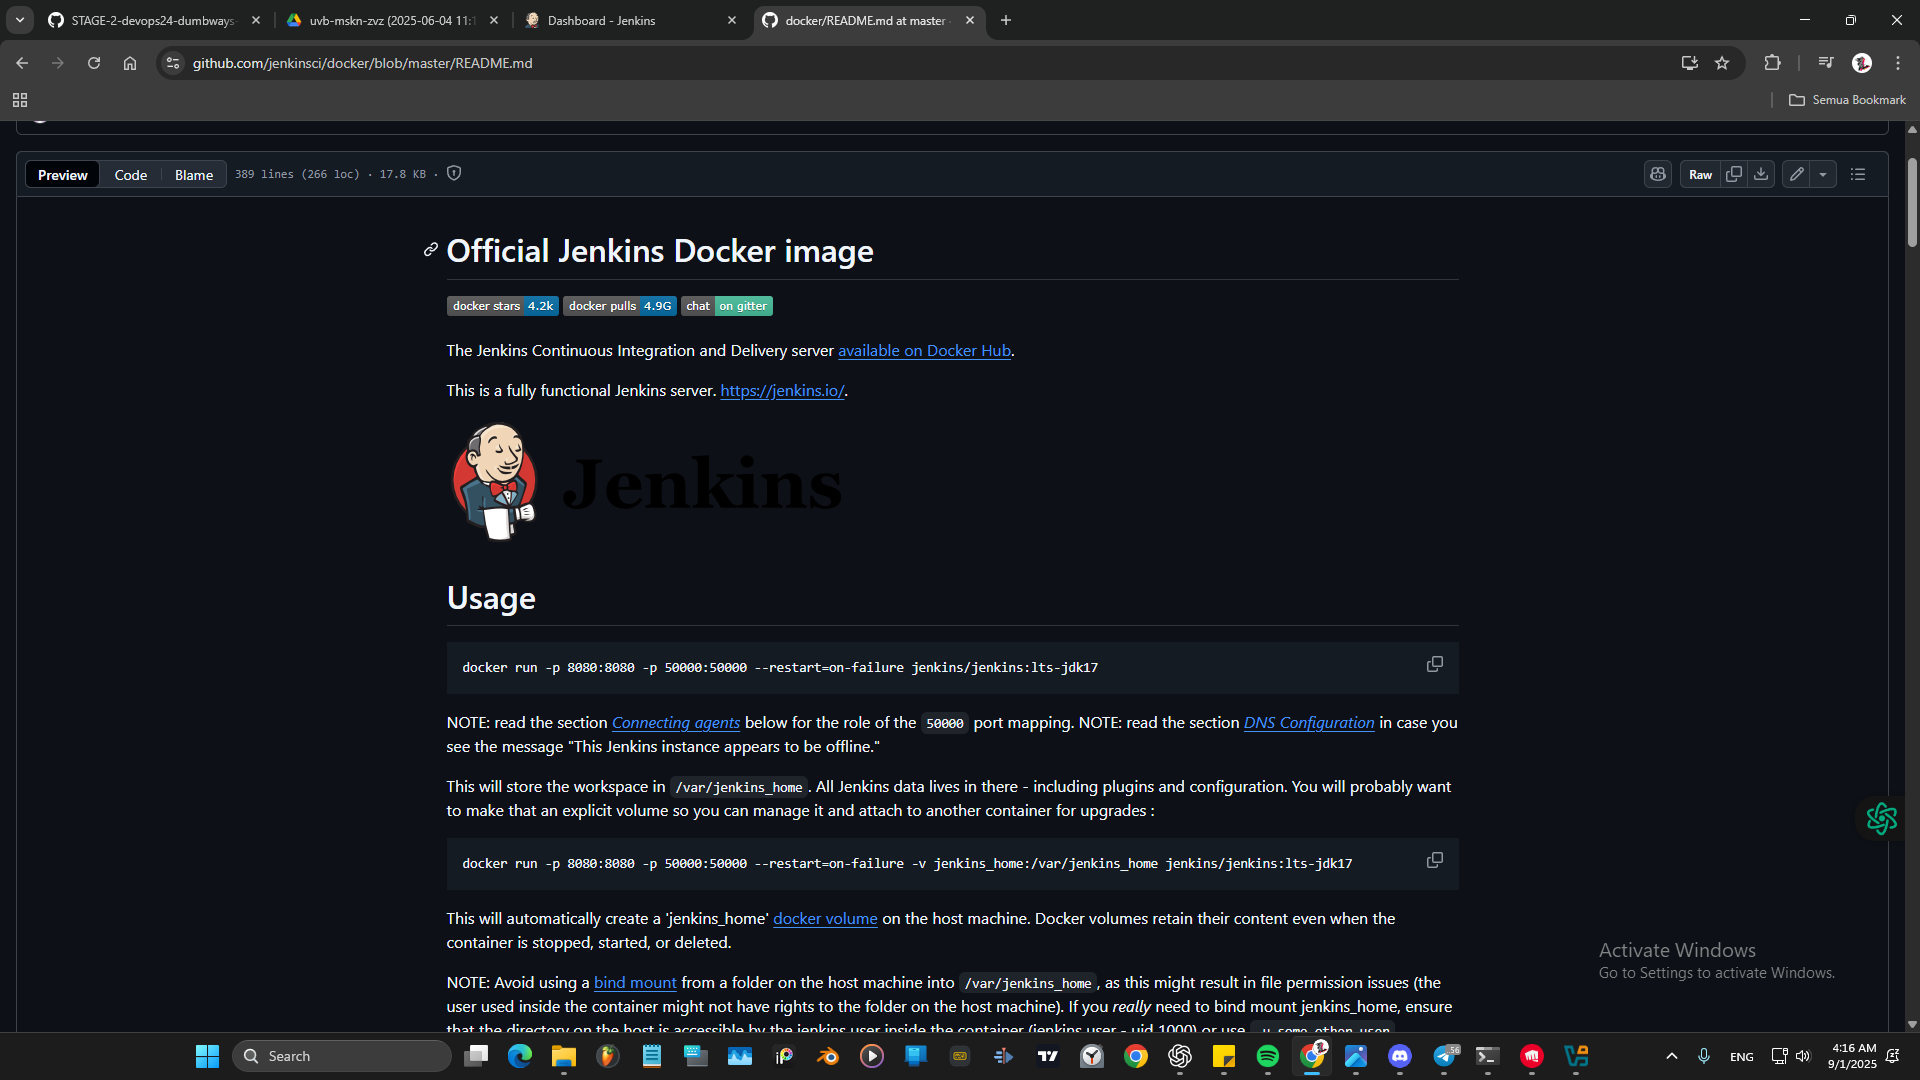 STAGE-2-devops24-dumbways
uvb-mskn-zvz (2025-06-04 11:1
Dashboard - Jenkins
docker/README.md at master
github.com/jenkinsci/docker/blob/master/README.md
Semua Bookmark
Preview
Code
Blame
389 lines (266 loc) · 17.8 KB ·
Raw
Official Jenkins Docker image
docker stars 4.2k
docker pulls 4.9G
chat on gitter
The Jenkins Continuous Integration and Delivery server available on Docker Hub.
This is a fully functional Jenkins server. https://jenkins.io/.
Jenkins
Usage
docker run -p 8080:8080 -p 50000:50000 --restart=on-failure jenkins/jenkins:lts-jdk17
NOTE: read the section Connecting agents below for the role of the 50000 port mapping. NOTE: read the section DNS Configuration in case you
see the message "This Jenkins instance appears to be offline."
This will store the workspace in /var/jenkins_home. All Jenkins data lives in there - including plugins and configuration. You will probably want
to make that an explicit volume so you can manage it and attach to another container for upgrades :
docker run -p 8080:8080 -p 50000:50000 --restart=on-failure -v jenkins_home:/var/jenkins_home jenkins/jenkins:lts-jdk17
This will automatically create a 'jenkins_home' docker volume on the host machine. Docker volumes retain their content even when the
container is stopped, started, or deleted.
NOTE: Avoid using a bind mount from a folder on the host machine into /var/jenkins_home, as this might result in file permission issues (the
user used inside the container might not have rights to the folder on the host machine). If you really need to bind mount jenkins_home, ensure
that the directory on the host is accessible by the jenkins user inside the container (jenkins user - uid 1000) or use -u some_other_user
Activate Windows
Go to Settings to activate Windows.
Search
56
ENG
4:16 AM
9/1/2025